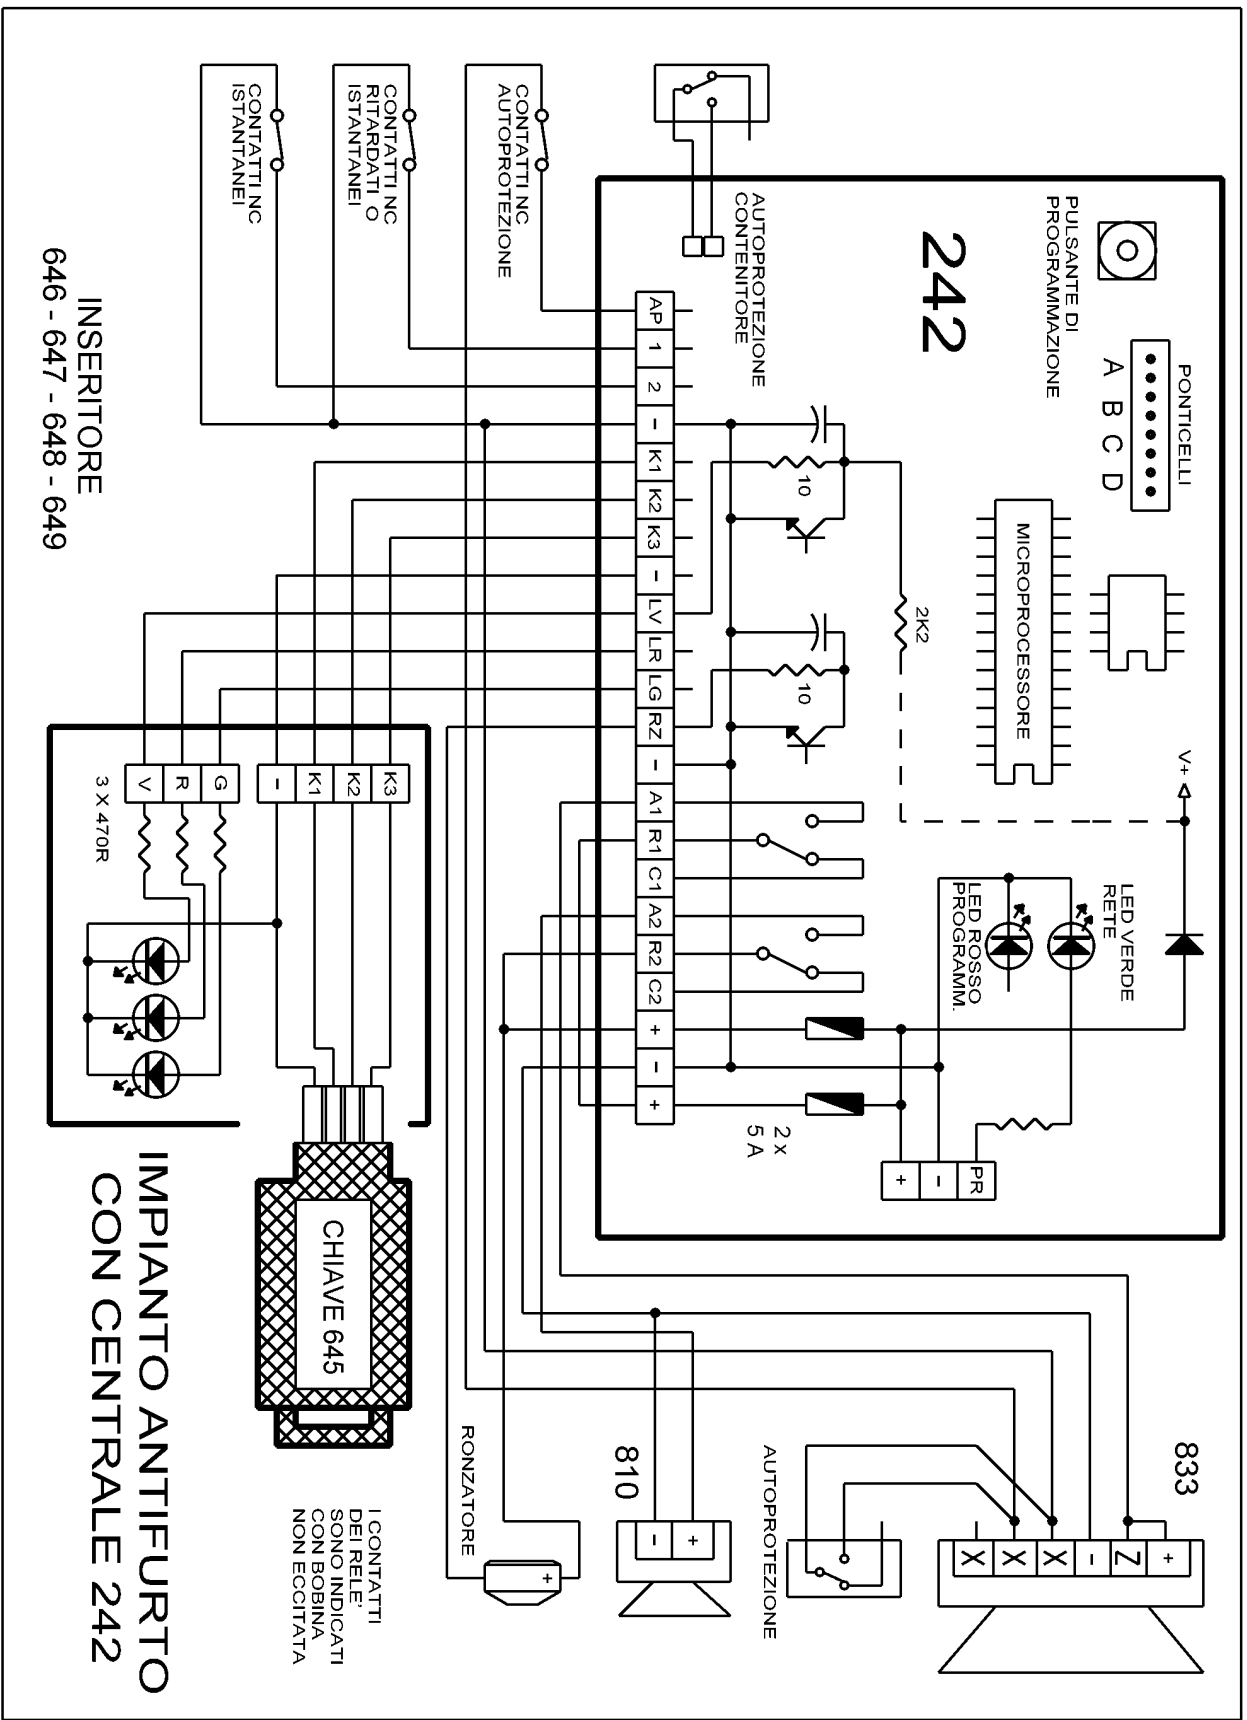 PULSANTE DI
PROGRAMMAZIONE
PONTICELLI
A B C D
242
MICROPROCESSORE
2K2
V+
LED VERDE
RETE
LED ROSSO
PROGRAMM.
10
10
2 x
5 A
PR
-
+
AUTOPROTEZIONE
CONTENITORE
AP
1
2
-
K1
K2
K3
-
LV
LR
LG
RZ
-
A1
R1
C1
A2
R2
C2
+
-
+
CONTATTI NC
AUTOPROTEZIONE
CONTATTI NC
RITARDATI O
ISTANTANEI
CONTATTI NC
ISTANTANEI
INSERITORE
646 - 647 - 648 - 649
K3
K2
K1
-
G
R
V
3 X 470R
CHIAVE 645
833
+
Z
-
X
X
X
AUTOPROTEZIONE
810
+
-
RONZATORE
+
I CONTATTI
DEI RELE'
SONO INDICATI
CON BOBINA
NON ECCITATA
IMPIANTO ANTIFURTO
CON CENTRALE 242